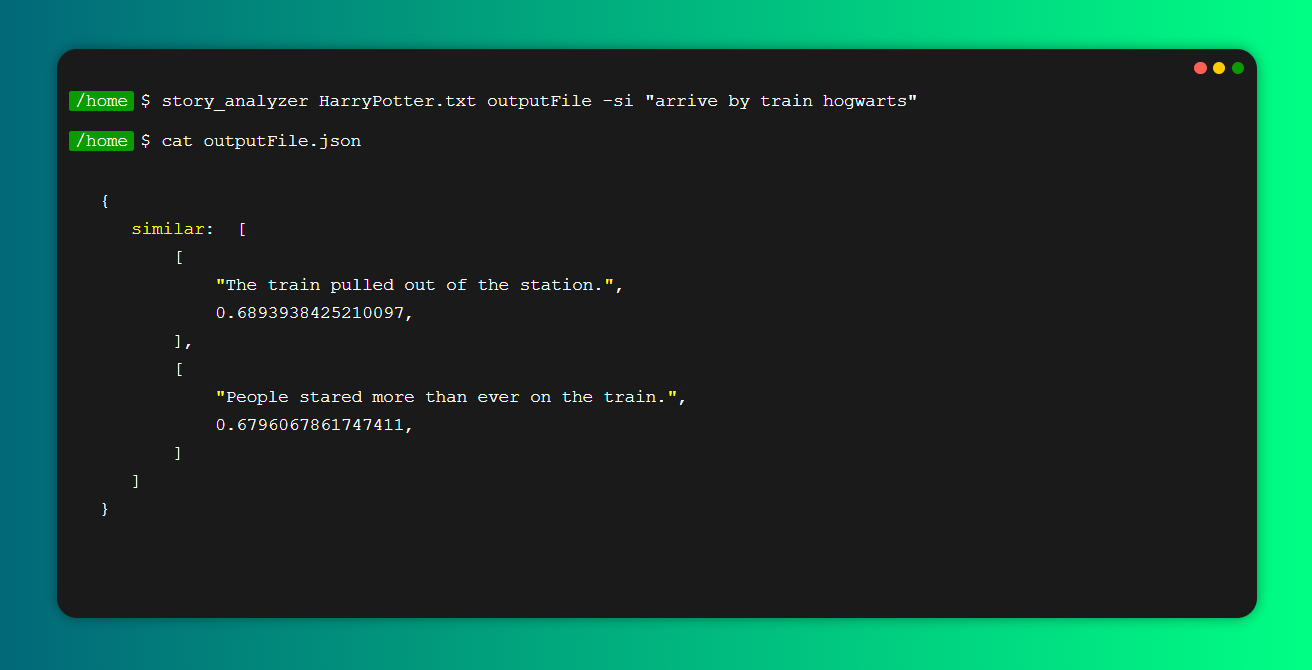 /home $ story_analyzer HarryPotter.txt outputFile -si "arrive by train hogwarts"
/home $ cat outputFile.json
{
similar: [
[
"The train pulled out of the station.",
0.6893938425210097,
],
[
"People stared more than ever on the train.",
0.6796067861747411,
]
]
}